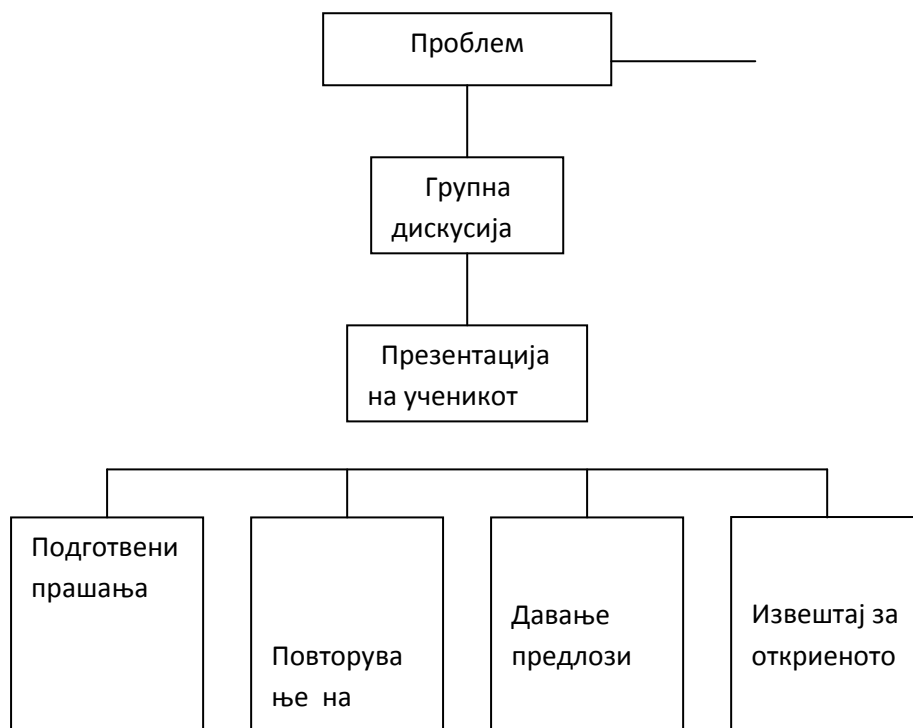 Проблем
Групна
дискусија
Презентација
на ученикот
Подготвени
прашања
Повторува
ње на
Давање
предлози
Извештај за
откриеното